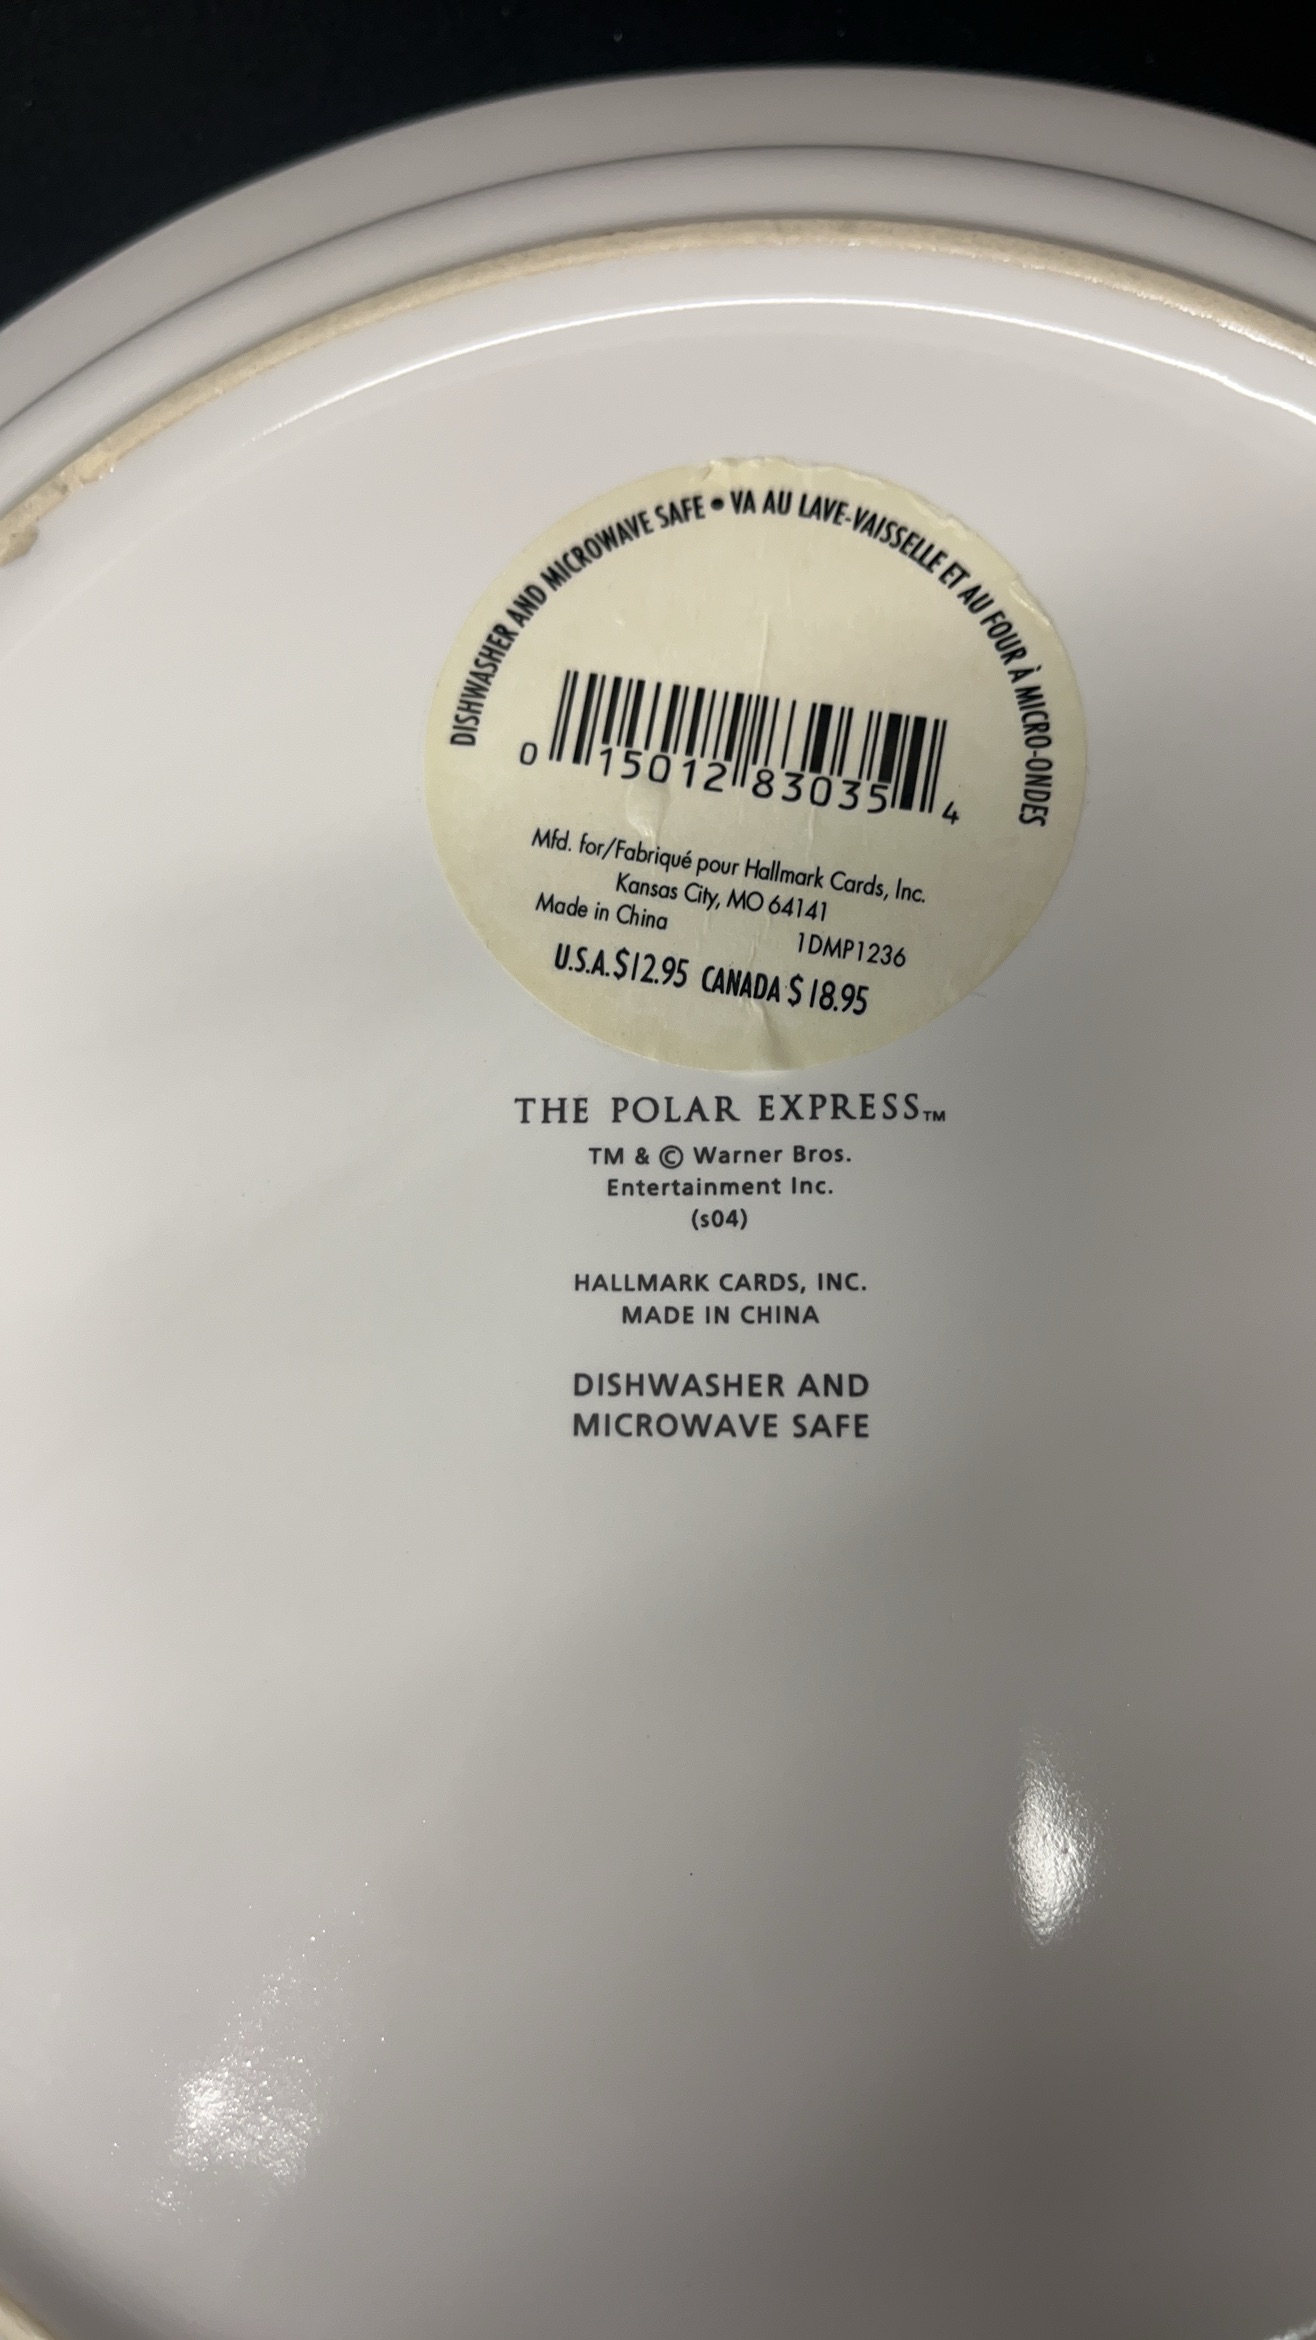 DISHWASHER AND MICROWAVE SAFE • VA AU LAVE-VAISSELLE ET AU FOUR À MICRO-ONDES
0 15012 83035 4
Mfd. for/Fabriqué pour Hallmark Cards, Inc.
Kansas City, MO 64141
Made in China
1DMP1236
U.S.A. $12.95 CANADA $18.95
THE POLAR EXPRESS™
TM & © Warner Bros.
Entertainment Inc.
(s04)
HALLMARK CARDS, INC.
MADE IN CHINA
DISHWASHER AND
MICROWAVE SAFE